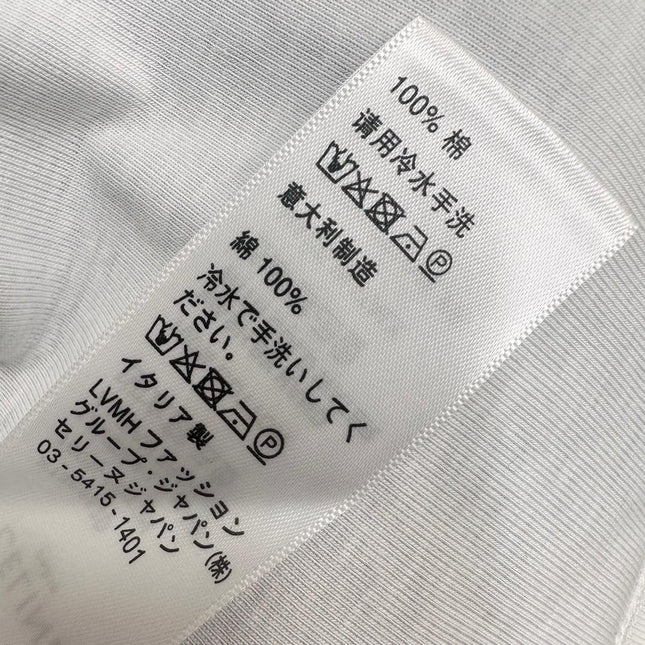 100% 棉
请用冷水手洗
意大利制造
綿 100%
冷水で手洗いしてく
ださい。
イタリア製
LVMH ファッション
グループ・ジャパン(株)
セリーヌジャパン
03-5415-1401